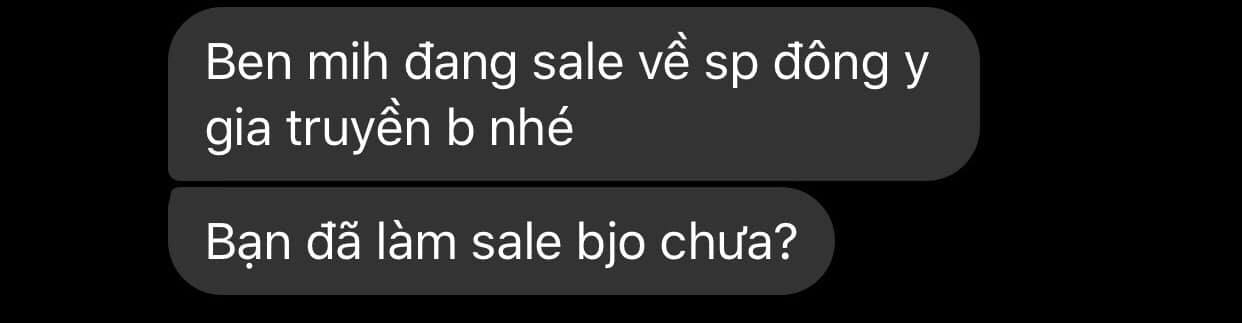 Ben mih đang sale về sp đông y
gia truyền b nhé
Bạn đã làm sale bjo chưa?